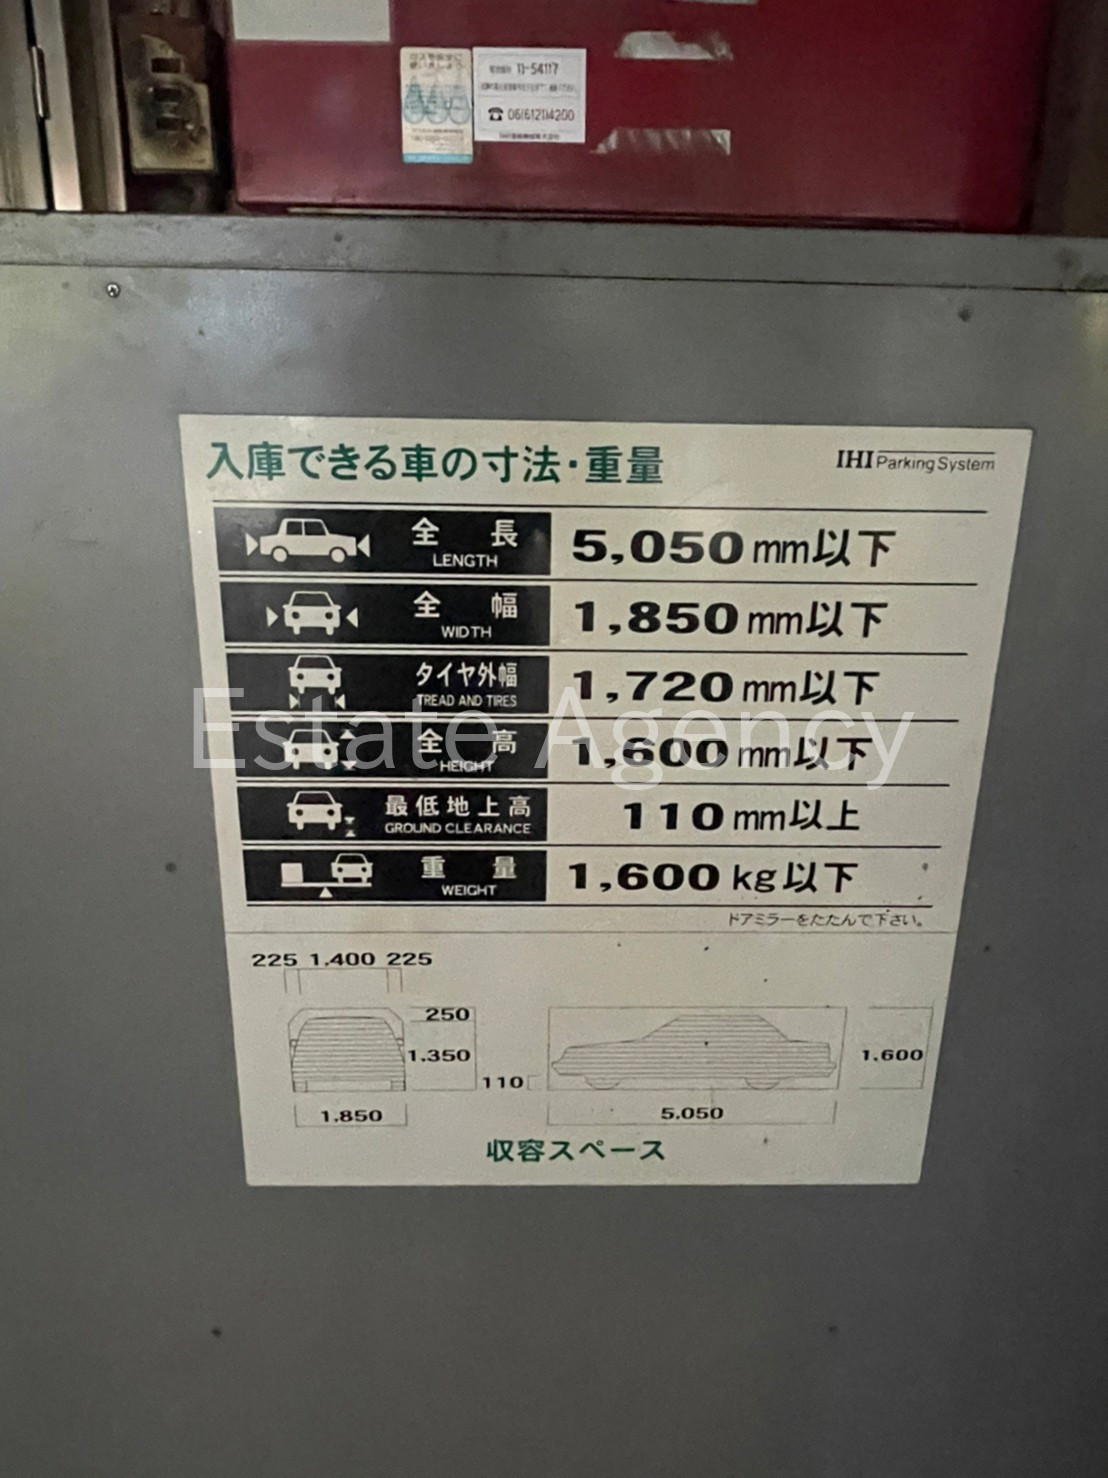 11-54117
☎ 06(6121)4200
入庫できる車の寸法・重量
IHI Parking System
全長 5,050mm以下
LENGTH
全幅 1,850mm以下
WIDTH
タイヤ外幅 1,720mm以下
TREAD AND TIRES
Estate Agency
全高 1,600mm以下
HEIGHT
最低地上高 110mm以上
GROUND CLEARANCE
重量 1,600kg以下
WEIGHT
ドアミラーをたたんで下さい。
225 1,400 225
250
1,350
1,600
110
1,850
5,050
収容スペース